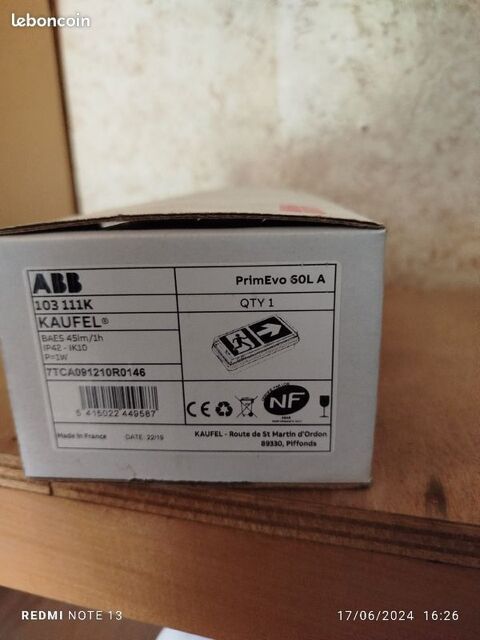 leboncoin
ABB
PrimEvo 60L A
103 111K
QTY 1
KAUFEL®
BAES 45lm/1h
IP42 - IK10
P=1W
7TCA091210R0146
5 415022 449587
CE
NF
Made in France
DATE 22/19
KAUFEL - Route de St Martin d'Ordon
89330, Piffonds
REDMI NOTE 13
17/06/2024 16:26